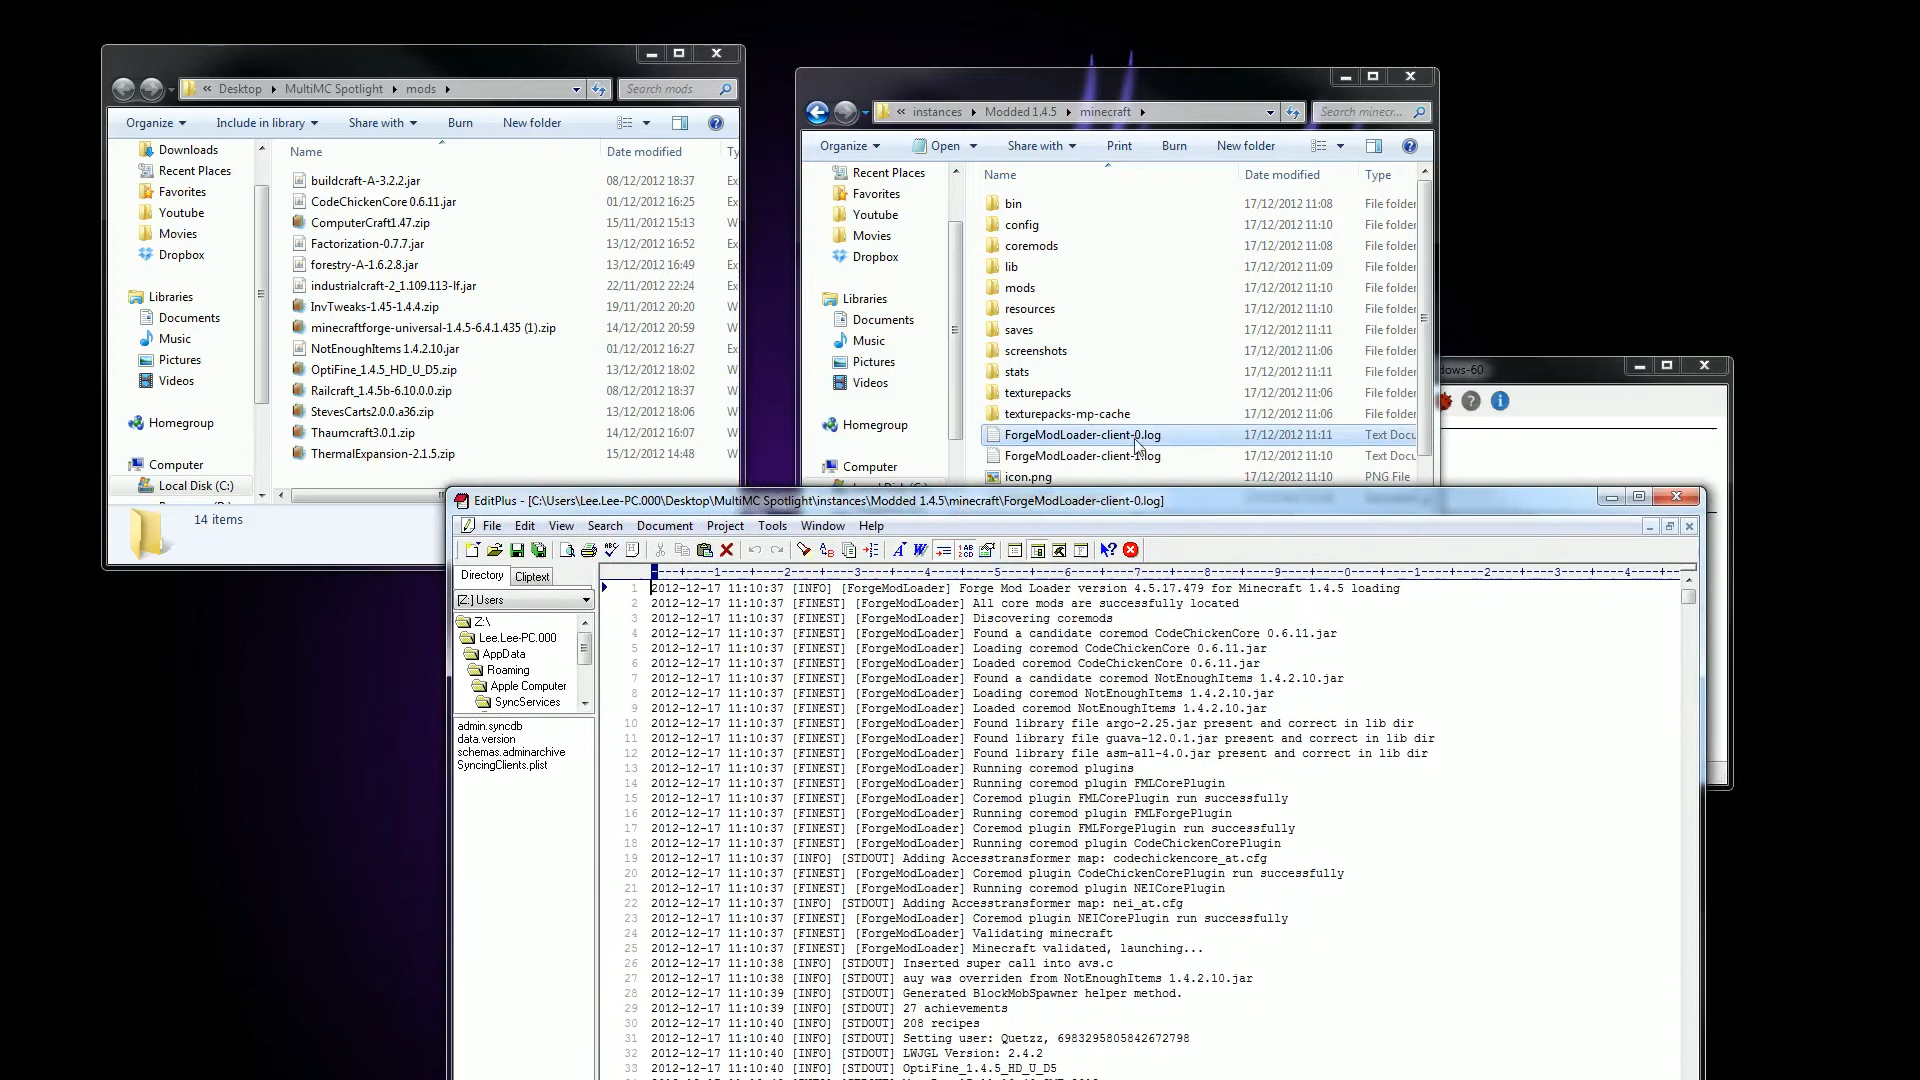 « Desktop MultiMC Spotlight mods
Search mods
Organize Include in library Share with Burn New folder
Downloads
Recent Places
Favorites
Youtube
Movies
Dropbox
Libraries
Documents
Music
Pictures
Videos
Homegroup
Computer
Local Disk (C:)
Name Date modified Ty
buildcraft-A-3.2.2.jar 08/12/2012 18:37 Ex
CodeChickenCore 0.6.11.jar 01/12/2012 16:25 Ex
ComputerCraft1.47.zip 15/11/2012 15:13 W
Factorization-0.7.7.jar 13/12/2012 16:52 Ex
forestry-A-1.6.2.8.jar 13/12/2012 16:49 Ex
industrialcraft-2_1.109.113-lf.jar 22/11/2012 22:24 Ex
InvTweaks-1.45-1.4.4.zip 19/11/2012 20:20 W
minecraftforge-universal-1.4.5-6.4.1.435 (1).zip 14/12/2012 20:59 W
NotEnoughItems 1.4.2.10.jar 01/12/2012 16:27 Ex
OptiFine_1.4.5_HD_U_D5.zip 13/12/2012 18:02 W
Railcraft_1.4.5b-6.10.0.0.zip 08/12/2012 18:37 W
StevesCarts2.0.0.a36.zip 13/12/2012 18:06 W
Thaumcraft3.0.1.zip 14/12/2012 16:07 W
ThermalExpansion-2.1.5.zip 15/12/2012 14:48 W
14 items
« instances Modded 1.4.5 minecraft
Search minecr...
Organize Open Share with Print Burn New folder
Recent Places
Favorites
Youtube
Movies
Dropbox
Libraries
Documents
Music
Pictures
Videos
Homegroup
Computer
Name Date modified Type
bin 17/12/2012 11:08 File folder
config 17/12/2012 11:10 File folder
coremods 17/12/2012 11:08 File folder
lib 17/12/2012 11:09 File folder
mods 17/12/2012 11:10 File folder
resources 17/12/2012 11:10 File folder
saves 17/12/2012 11:11 File folder
screenshots 17/12/2012 11:06 File folder
stats 17/12/2012 11:11 File folder
texturepacks 17/12/2012 11:06 File folder
texturepacks-mp-cache 17/12/2012 11:06 File folder
ForgeModLoader-client-0.log 17/12/2012 11:11 Text Docu
ForgeModLoader-client-1.log 17/12/2012 11:10 Text Docu
icon.png 17/12/2012 11:10 PNG File
dows-60
EditPlus - [C:\Users\Lee.Lee-PC.000\Desktop\MultiMC Spotlight\instances\Modded 1.4.5\minecraft\ForgeModLoader-client-0.log]
File Edit View Search Document Project Tools Window Help
Directory Cliptext
[Z:] Users
Z:\
Lee.Lee-PC.000
AppData
Roaming
Apple Computer
SyncServices
admin.syncdb
data.version
schemas.adminarchive
SyncingClients.plist
----+----1----+----2----+----3----+----4----+----5----+----6----+----7----+----8----+----9----+----0----+----1----+----2----+----3----+----4----+--
1 2012-12-17 11:10:37 [INFO] [ForgeModLoader] Forge Mod Loader version 4.5.17.479 for Minecraft 1.4.5 loading
2 2012-12-17 11:10:37 [FINEST] [ForgeModLoader] All core mods are successfully located
3 2012-12-17 11:10:37 [FINEST] [ForgeModLoader] Discovering coremods
4 2012-12-17 11:10:37 [FINEST] [ForgeModLoader] Found a candidate coremod CodeChickenCore 0.6.11.jar
5 2012-12-17 11:10:37 [FINEST] [ForgeModLoader] Loading coremod CodeChickenCore 0.6.11.jar
6 2012-12-17 11:10:37 [FINEST] [ForgeModLoader] Loaded coremod CodeChickenCore 0.6.11.jar
7 2012-12-17 11:10:37 [FINEST] [ForgeModLoader] Found a candidate coremod NotEnoughItems 1.4.2.10.jar
8 2012-12-17 11:10:37 [FINEST] [ForgeModLoader] Loading coremod NotEnoughItems 1.4.2.10.jar
9 2012-12-17 11:10:37 [FINEST] [ForgeModLoader] Loaded coremod NotEnoughItems 1.4.2.10.jar
10 2012-12-17 11:10:37 [FINEST] [ForgeModLoader] Found library file argo-2.25.jar present and correct in lib dir
11 2012-12-17 11:10:37 [FINEST] [ForgeModLoader] Found library file guava-12.0.1.jar present and correct in lib dir
12 2012-12-17 11:10:37 [FINEST] [ForgeModLoader] Found library file asm-all-4.0.jar present and correct in lib dir
13 2012-12-17 11:10:37 [FINEST] [ForgeModLoader] Running coremod plugins
14 2012-12-17 11:10:37 [FINEST] [ForgeModLoader] Running coremod plugin FMLCorePlugin
15 2012-12-17 11:10:37 [FINEST] [ForgeModLoader] Coremod plugin FMLCorePlugin run successfully
16 2012-12-17 11:10:37 [FINEST] [ForgeModLoader] Running coremod plugin FMLForgePlugin
17 2012-12-17 11:10:37 [FINEST] [ForgeModLoader] Coremod plugin FMLForgePlugin run successfully
18 2012-12-17 11:10:37 [FINEST] [ForgeModLoader] Running coremod plugin CodeChickenCorePlugin
19 2012-12-17 11:10:37 [INFO] [STDOUT] Adding Accesstransformer map: codechickencore_at.cfg
20 2012-12-17 11:10:37 [FINEST] [ForgeModLoader] Coremod plugin CodeChickenCorePlugin run successfully
21 2012-12-17 11:10:37 [FINEST] [ForgeModLoader] Running coremod plugin NEICorePlugin
22 2012-12-17 11:10:37 [INFO] [STDOUT] Adding Accesstransformer map: nei_at.cfg
23 2012-12-17 11:10:37 [FINEST] [ForgeModLoader] Coremod plugin NEICorePlugin run successfully
24 2012-12-17 11:10:37 [FINEST] [ForgeModLoader] Validating minecraft
25 2012-12-17 11:10:37 [FINEST] [ForgeModLoader] Minecraft validated, launching...
26 2012-12-17 11:10:38 [INFO] [STDOUT] Inserted super call into avs.c
27 2012-12-17 11:10:38 [INFO] [STDOUT] auy was overriden from NotEnoughItems 1.4.2.10.jar
28 2012-12-17 11:10:39 [INFO] [STDOUT] Generated BlockMobSpawner helper method.
29 2012-12-17 11:10:39 [INFO] [STDOUT] 27 achievements
30 2012-12-17 11:10:40 [INFO] [STDOUT] 208 recipes
31 2012-12-17 11:10:40 [INFO] [STDOUT] Setting user: Quetzz, 6983295805842672798
32 2012-12-17 11:10:40 [INFO] [STDOUT] LWJGL Version: 2.4.2
33 2012-12-17 11:10:40 [INFO] [STDOUT] OptiFine_1.4.5_HD_U_D5